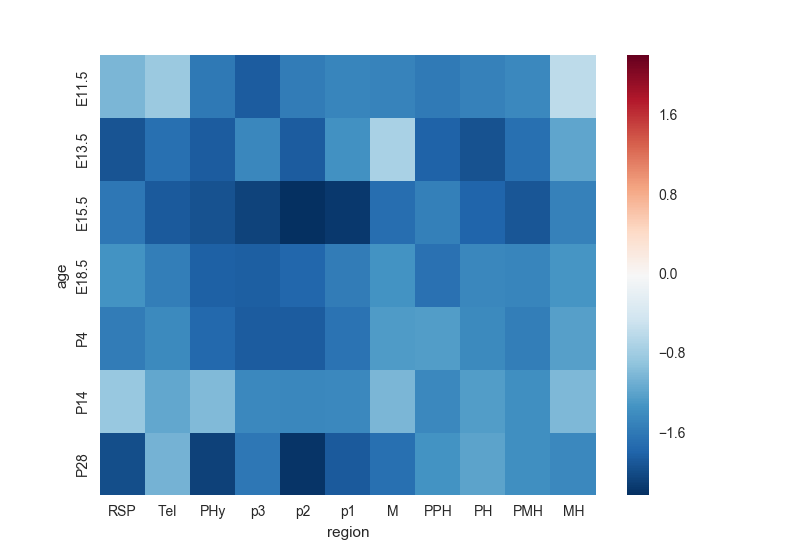 age
E11.5
E13.5
E15.5
E18.5
P4
P14
P28
RSP Tel PHy p3 p2 p1 M PPH PH PMH MH
region
1.6
0.8
0.0
−0.8
−1.6